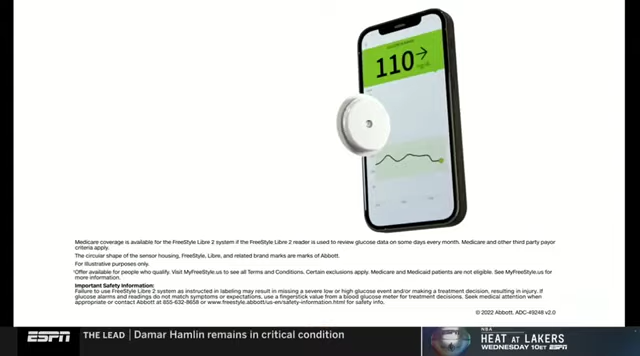 110→
mg/dL
Medicare coverage is available for the FreeStyle Libre 2 system if the FreeStyle Libre 2 reader is used to review glucose data on some days every month. Medicare and other third party payor
criteria apply.
The circular shape of the sensor housing, FreeStyle, Libre, and related brand marks are marks of Abbott.
For illustrative purposes only.
Offer available for people who qualify. Visit MyFreeStyle.us to see all Terms and Conditions. Certain exclusions apply. Medicare and Medicaid patients are not eligible. See MyFreeStyle.us for
more information.
Important Safety Information:
Failure to use FreeStyle Libre 2 system as instructed in labeling may result in missing a severe low or high glucose event and/or making a treatment decision, resulting in injury. If
glucose alarms and readings do not match symptoms or expectations, use a fingerstick value from a blood glucose meter for treatment decisions. Seek medical attention when
appropriate or contact Abbott at 855-632-8658 or www.freestyle.abbott/us-en/safety-information.html for safety info.
© 2022 Abbott. ADC-49248 v2.0
ESPN THE LEAD | Damar Hamlin remains in critical condition
NBA
HEAT at LAKERS
WEDNESDAY 10ET ESPN